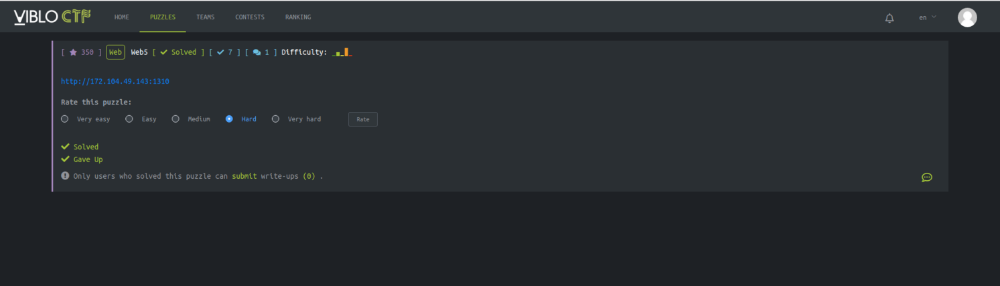 VIBLO CTF HOME PUZZLES TEAMS CONTESTS RANKING en
[ 350 ] Web Web5 [ Solved ] [ 7 ] [ 1 ] Difficulty:
http://172.104.49.143:1310
Rate this puzzle:
Very easy Easy Medium Hard Very hard Rate
Solved
Gave Up
Only users who solved this puzzle can submit write-ups (0) .